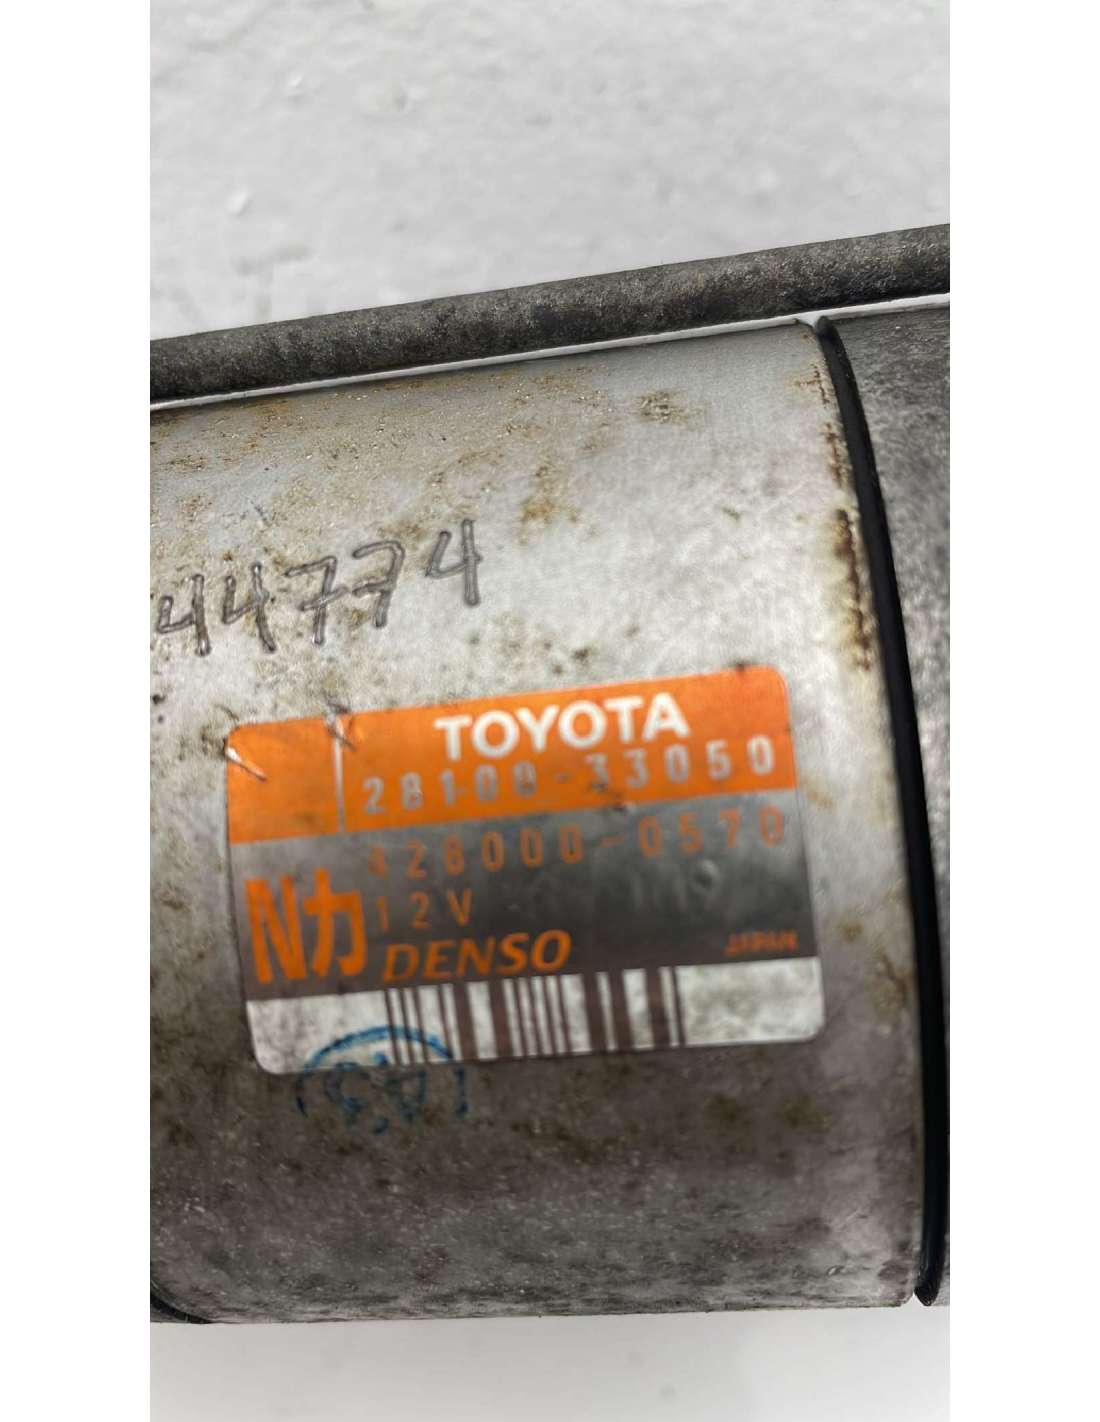 44774
TOYOTA
28100-33050
428000-0570
Nカ
12V
DENSO
JAPAN